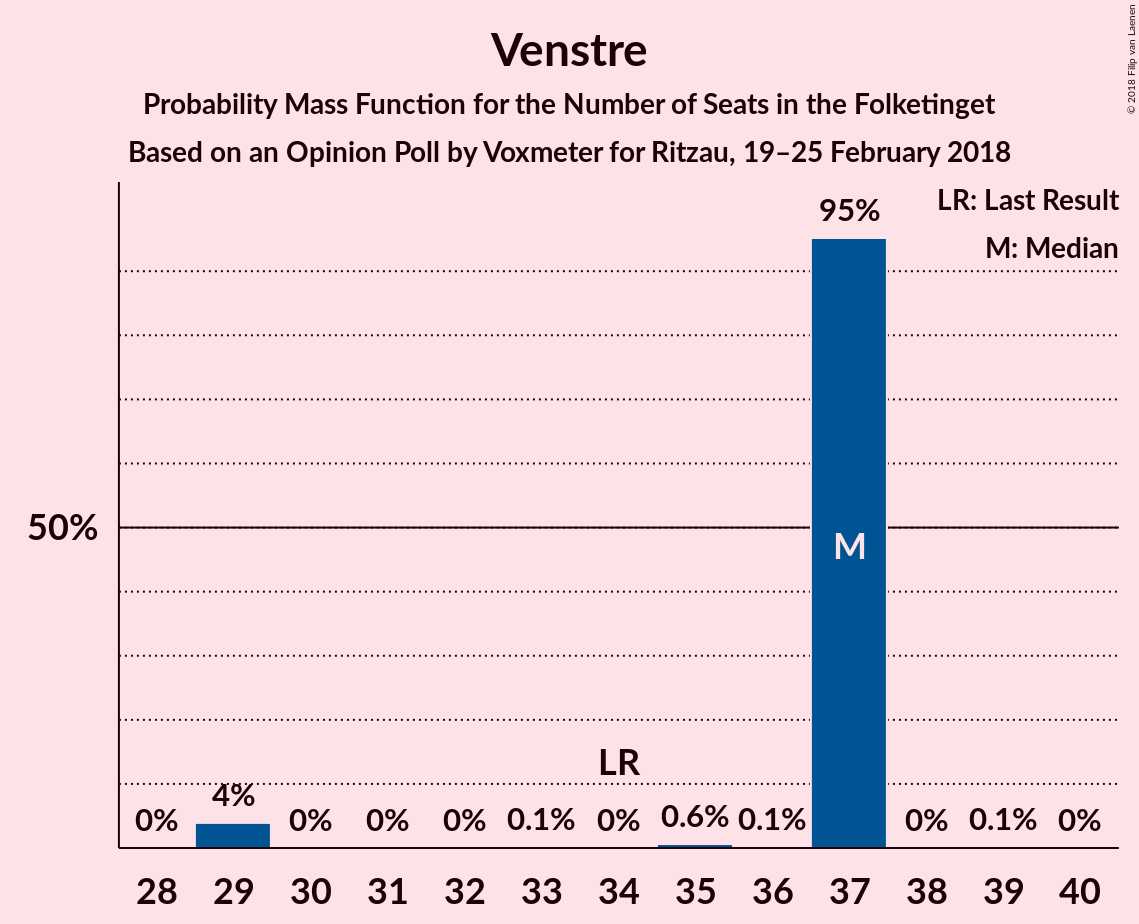 Venstre
Probability Mass Function for the Number of Seats in the Folketinget
Based on an Opinion Poll by Voxmeter for Ritzau, 19–25 February 2018
© 2018 Filip van Laenen
LR: Last Result
M: Median
95%
50%
M
LR
0% 4% 0% 0% 0% 0.1% 0% 0.6% 0.1% 0% 0.1% 0%
28 29 30 31 32 33 34 35 36 37 38 39 40